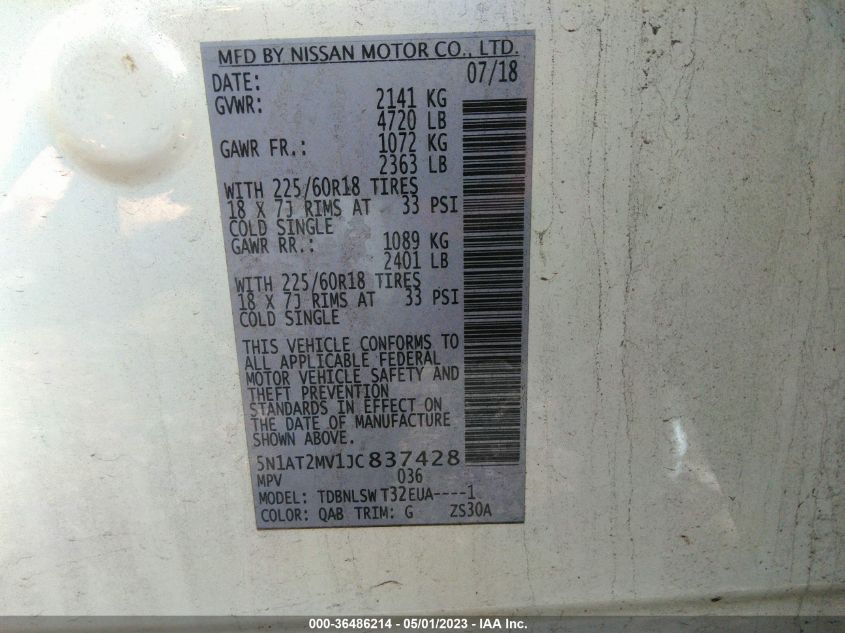 MFD BY NISSAN MOTOR CO., LTD.
DATE: 07/18
GVWR: 2141 KG
4720 LB
GAWR FR.: 1072 KG
2363 LB
WITH 225/60R18 TIRES
18 X 7J RIMS AT 33 PSI
COLD SINGLE
GAWR RR.: 1089 KG
2401 LB
WITH 225/60R18 TIRES
18 X 7J RIMS AT 33 PSI
COLD SINGLE
THIS VEHICLE CONFORMS TO
ALL APPLICABLE FEDERAL
MOTOR VEHICLE SAFETY AND
THEFT PREVENTION
STANDARDS IN EFFECT ON
THE DATE OF MANUFACTURE
SHOWN ABOVE.
5N1AT2MV1JC837428
MPV 036
MODEL: TDBNLSW T32EUA----1
COLOR: QAB TRIM: G ZS30A
000-36486214 - 05/01/2023 - IAA Inc.